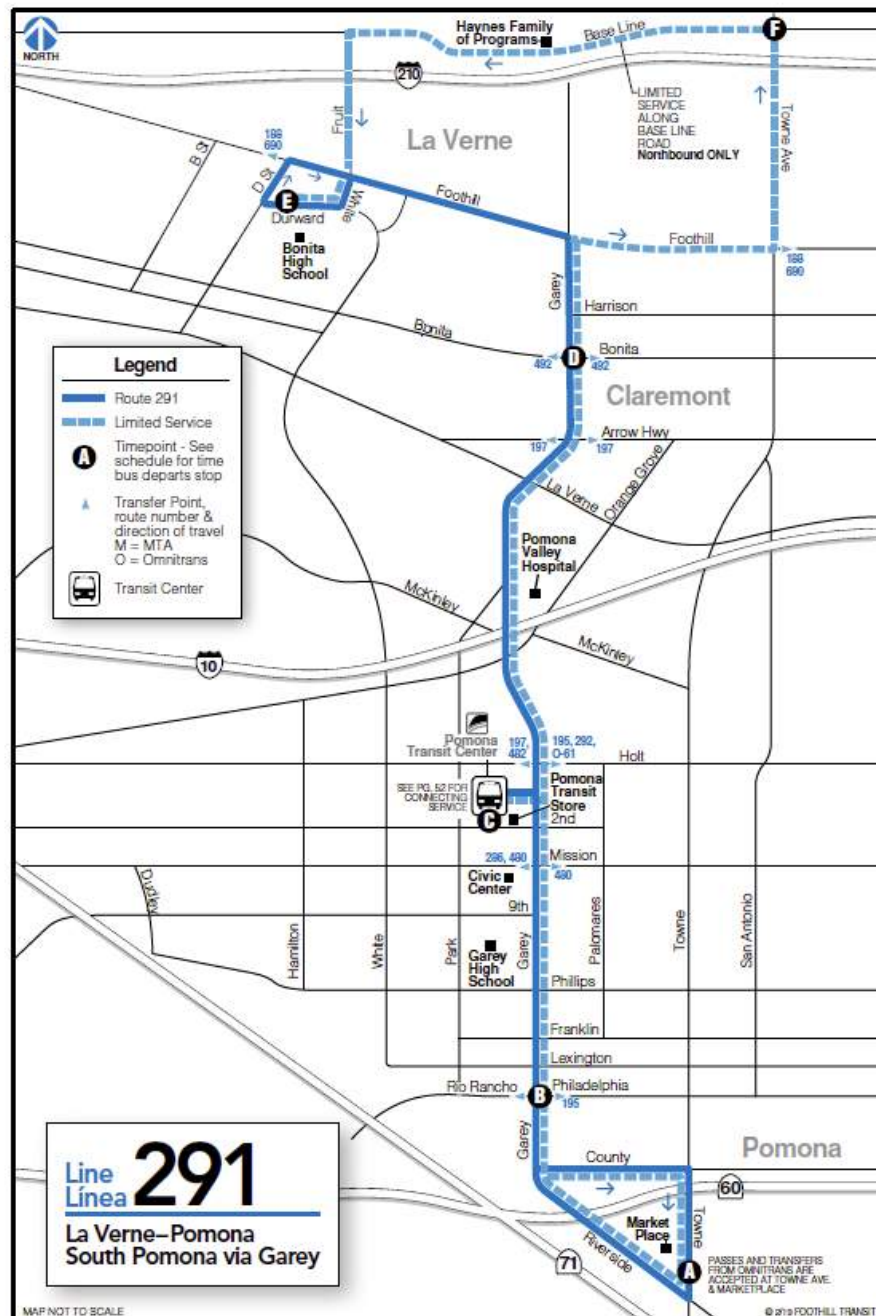 NORTH
Haynes Family
of Programs
Base Line
F
210
LIMITED
SERVICE
ALONG
BASE LINE
ROAD
Northbound ONLY
Towne Ave
Fruit
La Verne
188
690
B St
D St
E
White
Durward
Bonita
High
School
Foothill
Foothill
188
690
Garey
Harrison
Bonita
Bonita
492
D
492
Claremont
Arrow Hwy
197
197
La Verne
Orange Grove
Legend
Route 291
Limited Service
A
Timepoint - See
schedule for time
bus departs stop
Transfer Point,
route number &
direction of travel
M = MTA
O = Omnitrans
Transit Center
Pomona
Valley
Hospital
McKinley
McKinley
10
Pomona
Transit Center
197,
482
195, 292,
O-61
Holt
SEE PG. 52 FOR
CONNECTING
SERVICE
C
Pomona
Transit
Store
2nd
286, 480
Mission
480
Civic
Center
9th
Dudley
Hamilton
White
Park
Garey
High
School
Garey
Palomares
Towne
San Antonio
Phillips
Franklin
Lexington
Rio Rancho
B
Philadelphia
195
Garey
County
Pomona
60
Market
Place
Towne
Riverside
71
A
PASSES AND TRANSFERS
FROM OMNITRANS ARE
ACCEPTED AT TOWNE AVE.
& MARKETPLACE
Line
Línea
291
La Verne–Pomona
South Pomona via Garey
MAP NOT TO SCALE